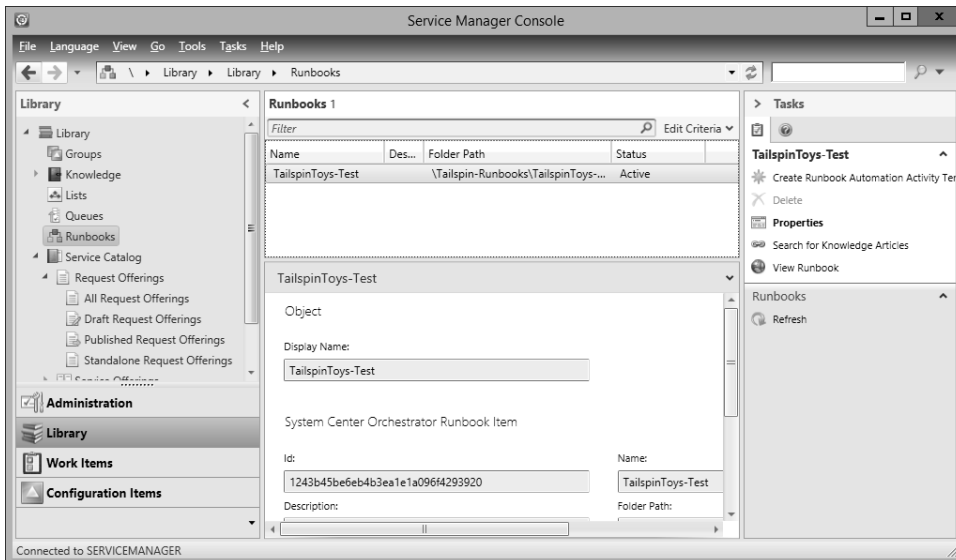 Service Manager Console
File Language View Go Tools Tasks Help
\ Library Library Runbooks
Library
Library
Groups
Knowledge
Lists
Queues
Runbooks
Service Catalog
Request Offerings
All Request Offerings
Draft Request Offerings
Published Request Offerings
Standalone Request Offerings
Service Offerings
Administration
Library
Work Items
Configuration Items
Runbooks 1
Filter Edit Criteria
Name Des... Folder Path Status
TailspinToys-Test \Tailspin-Runbooks\TailspinToys-... Active
TailspinToys-Test
Object
Display Name:
TailspinToys-Test
System Center Orchestrator Runbook Item
Id: Name:
1243b45be6eb4b3ea1e1a096f4293920 TailspinToys-Test
Description: Folder Path:
Tasks
TailspinToys-Test
Create Runbook Automation Activity Ter
Delete
Properties
Search for Knowledge Articles
View Runbook
Runbooks
Refresh
Connected to SERVICEMANAGER